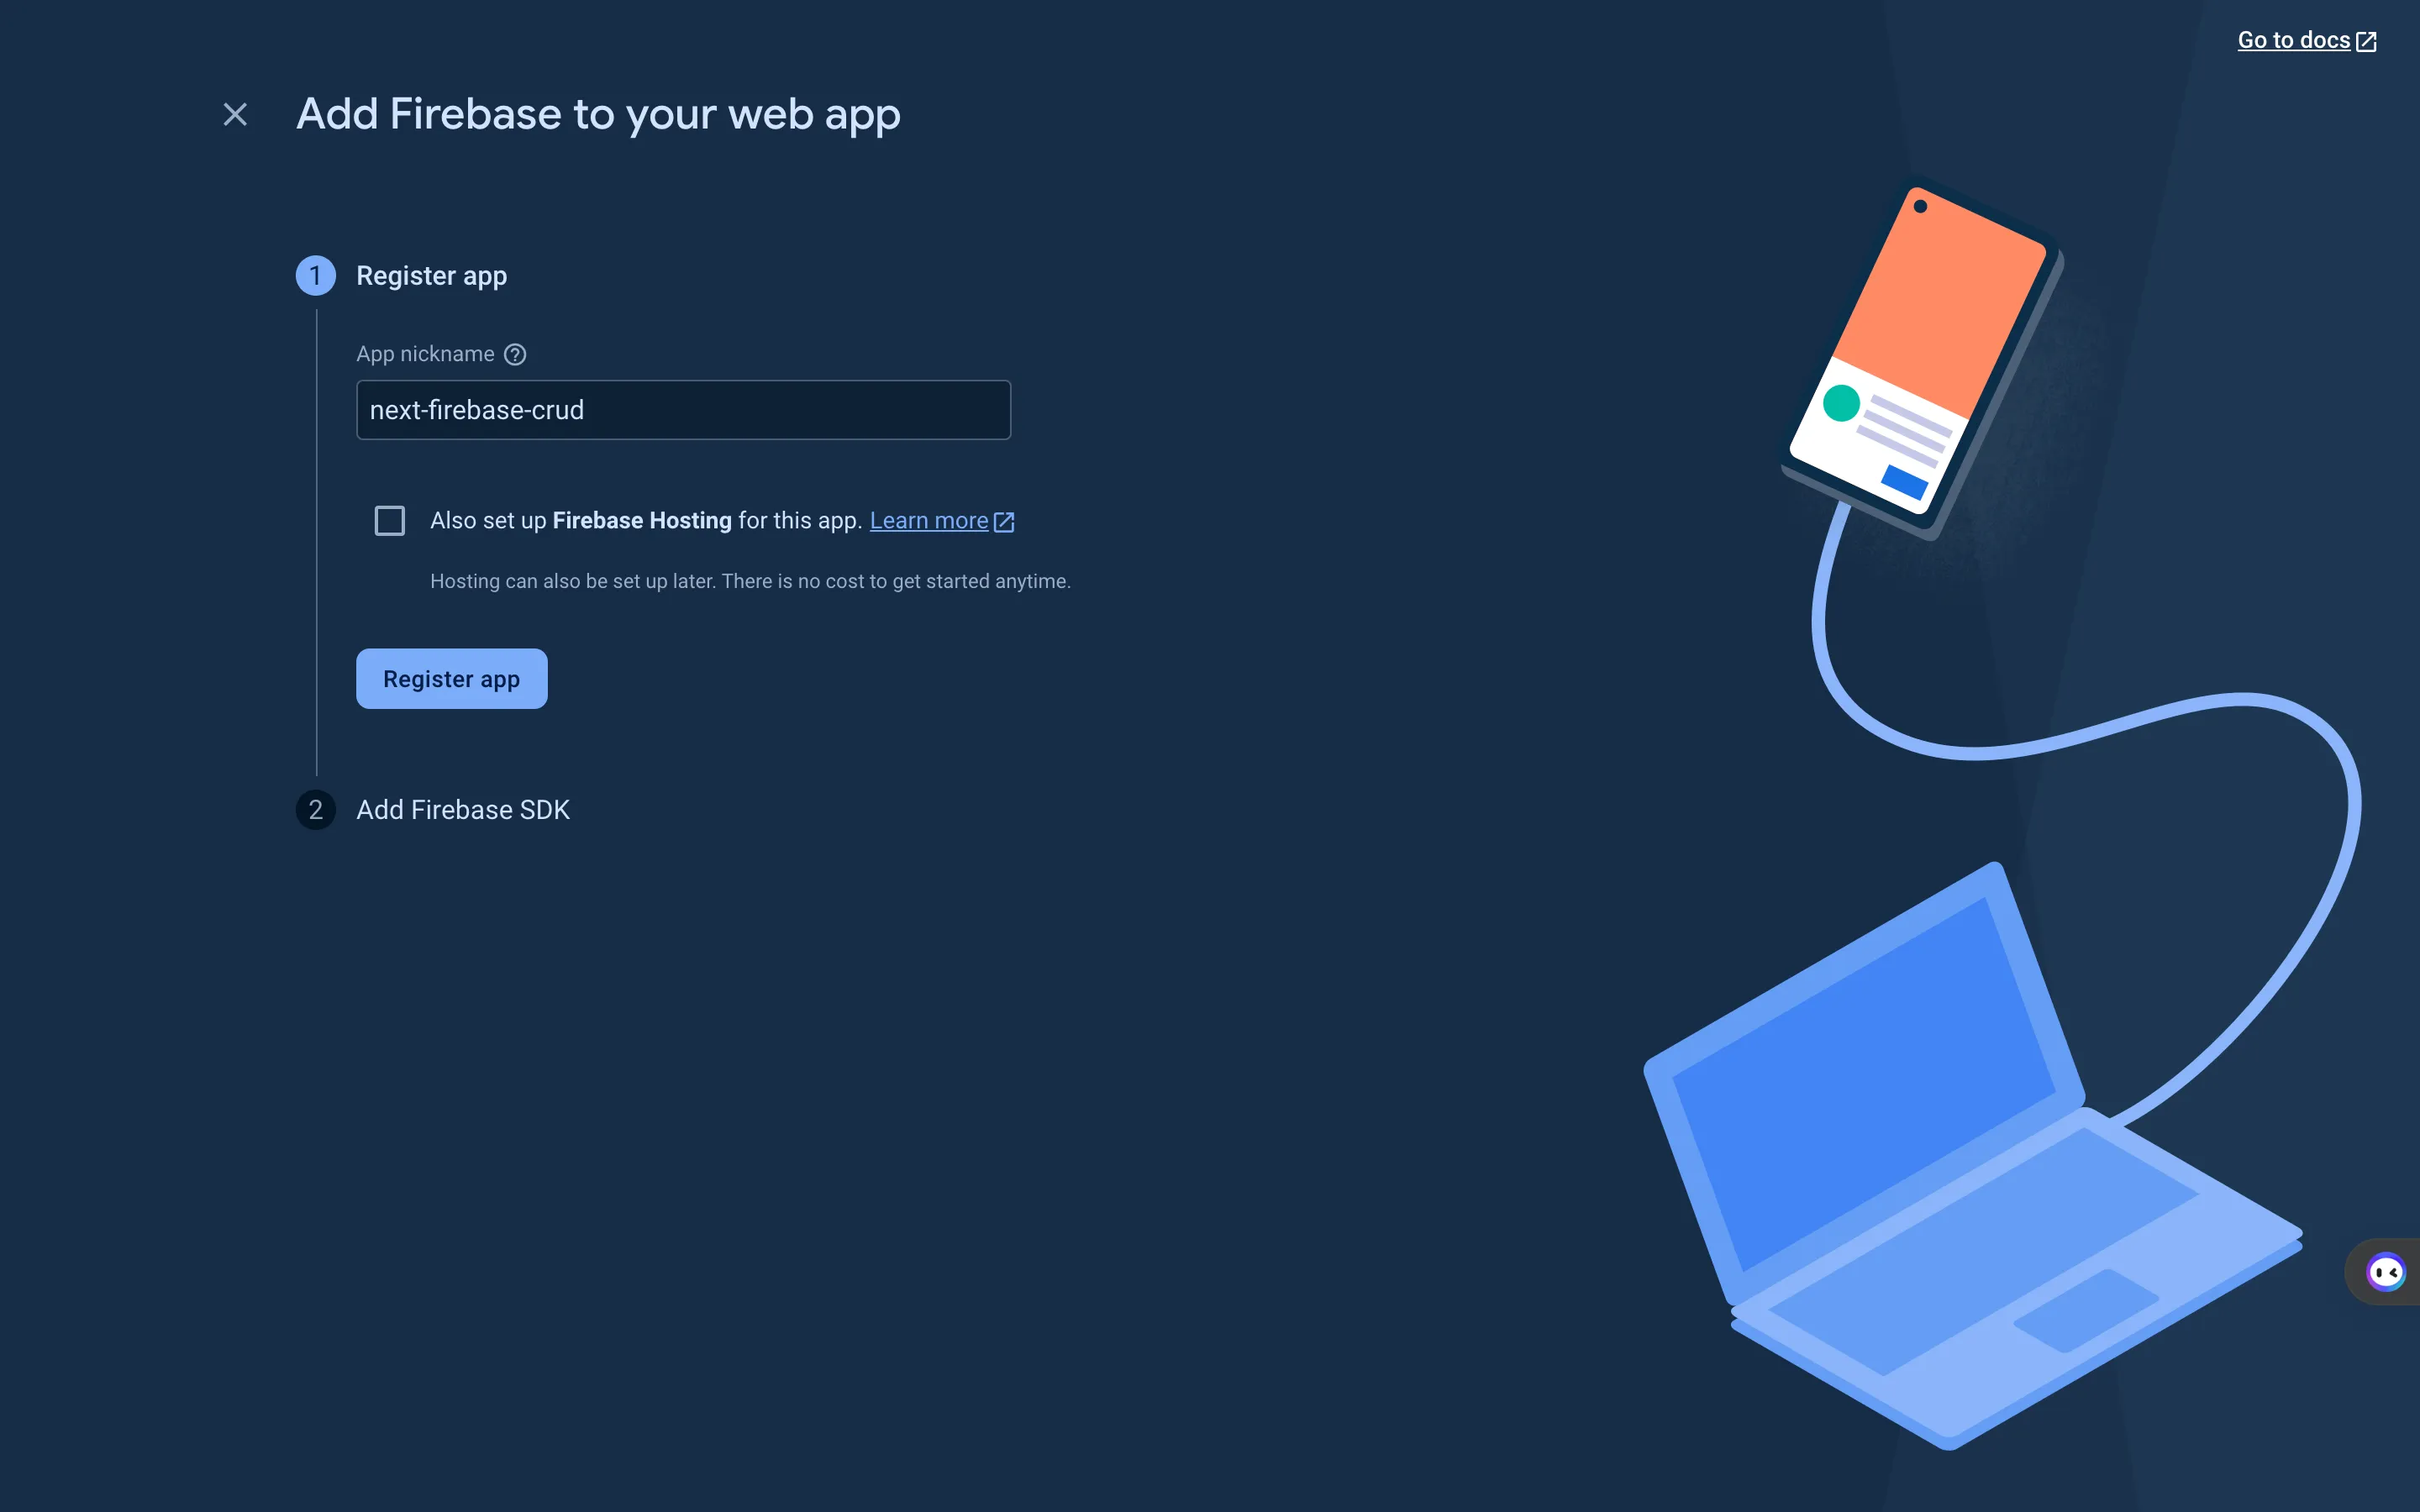 Go to docs
Add Firebase to your web app
1 Register app
App nickname
next-firebase-crud
Also set up Firebase Hosting for this app. Learn more
Hosting can also be set up later. There is no cost to get started anytime.
Register app
2 Add Firebase SDK